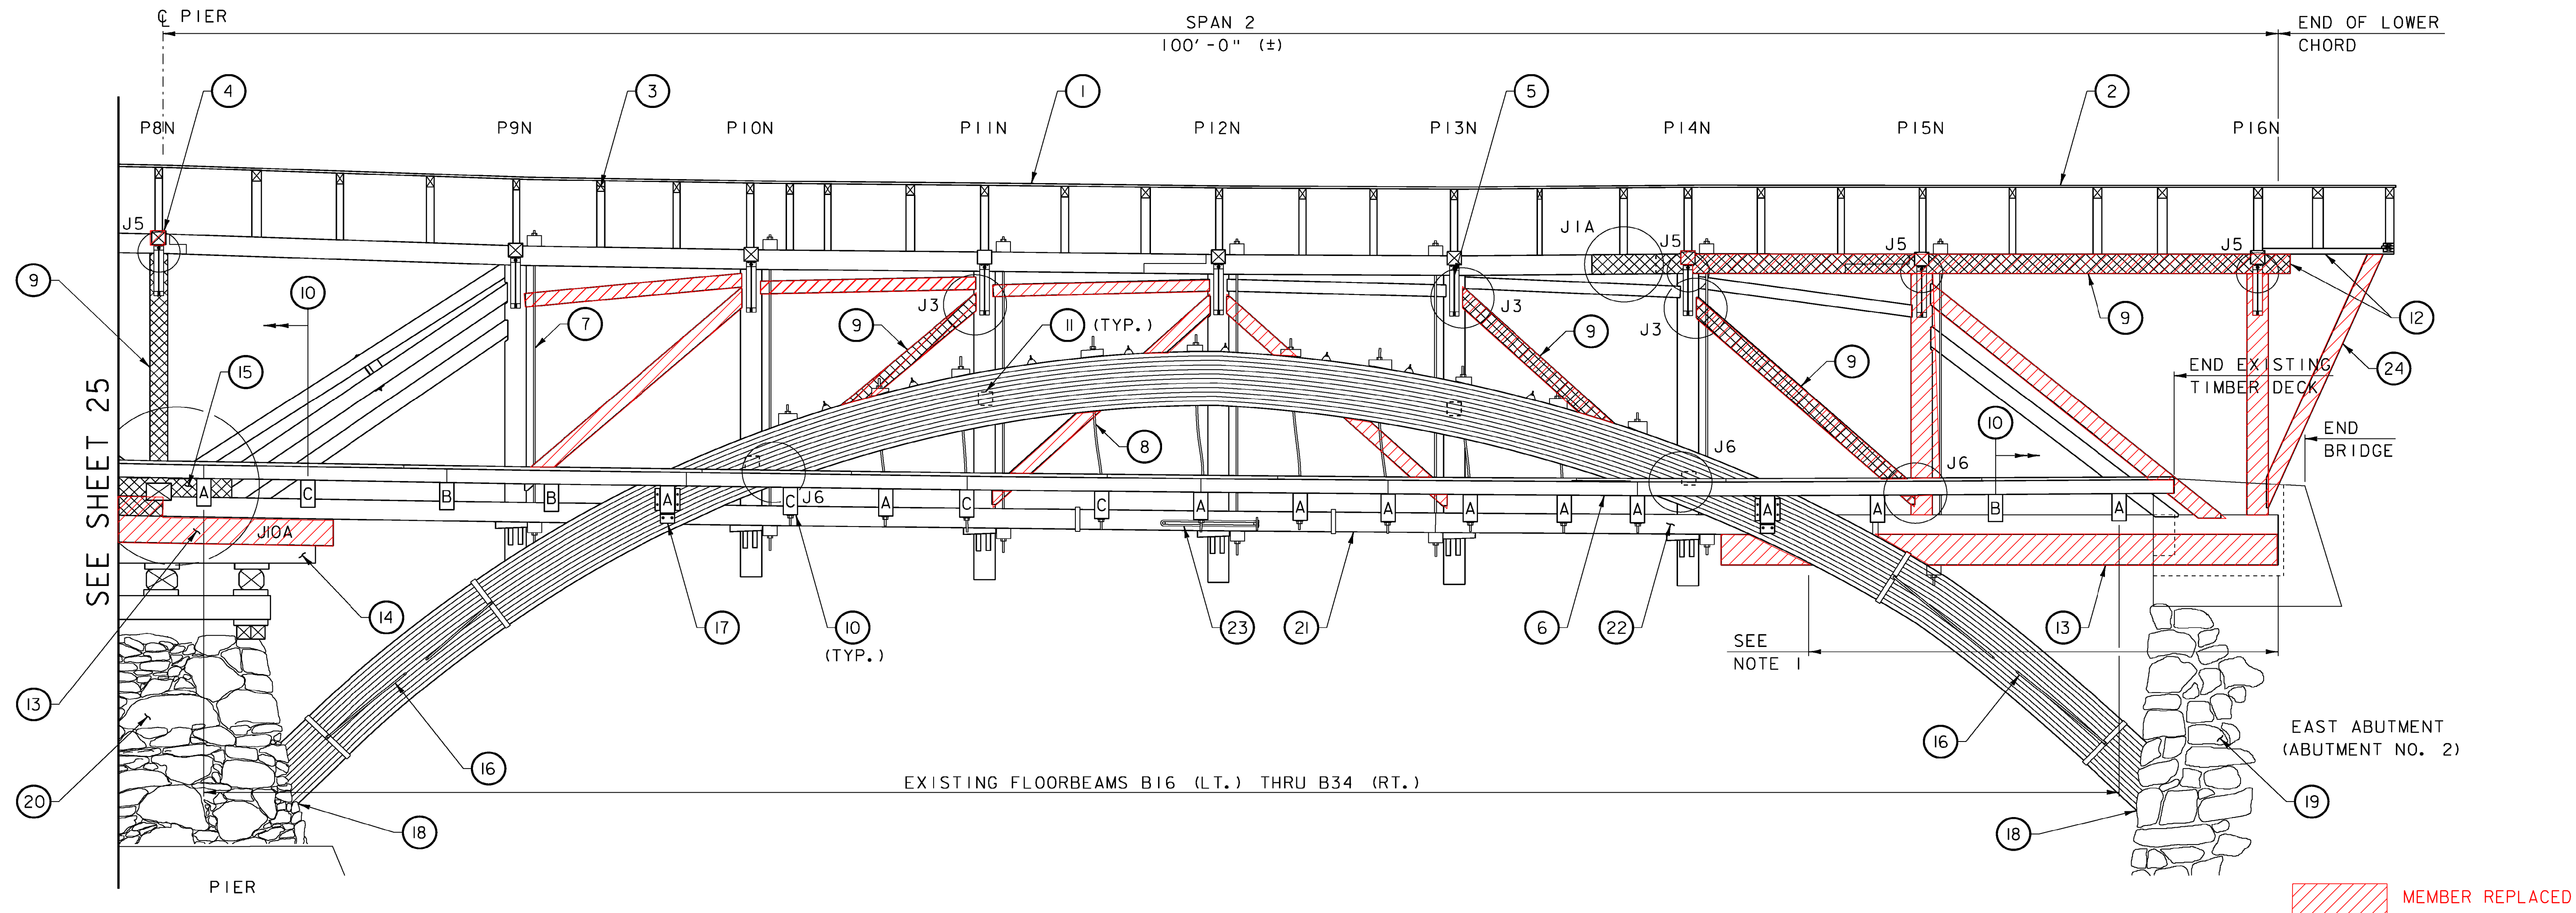 ℄ PIER
SPAN 2
100'-0" (±)
END OF LOWER
CHORD
4
3
1
5
2
P8N
P9N
P10N
P11N
P12N
P13N
P14N
P15N
P16N
J5
J1A
J5
J5
J5
9
10
7
9
J3
11 (TYP.)
J3
9
J3
9
9
12
15
8
END EXISTING
TIMBER DECK
24
10
END
BRIDGE
SEE SHEET 25
J6
J6
A
C
B
B
A
C
J6
A
C
C
A
A
A
A
A
A
A
A
B
A
J10A
14
17
10
(TYP.)
23
21
6
22
13
SEE
NOTE 1
13
16
16
EAST ABUTMENT
(ABUTMENT NO. 2)
20
EXISTING FLOORBEAMS B16 (LT.) THRU B34 (RT.)
19
18
18
PIER
MEMBER REPLACED